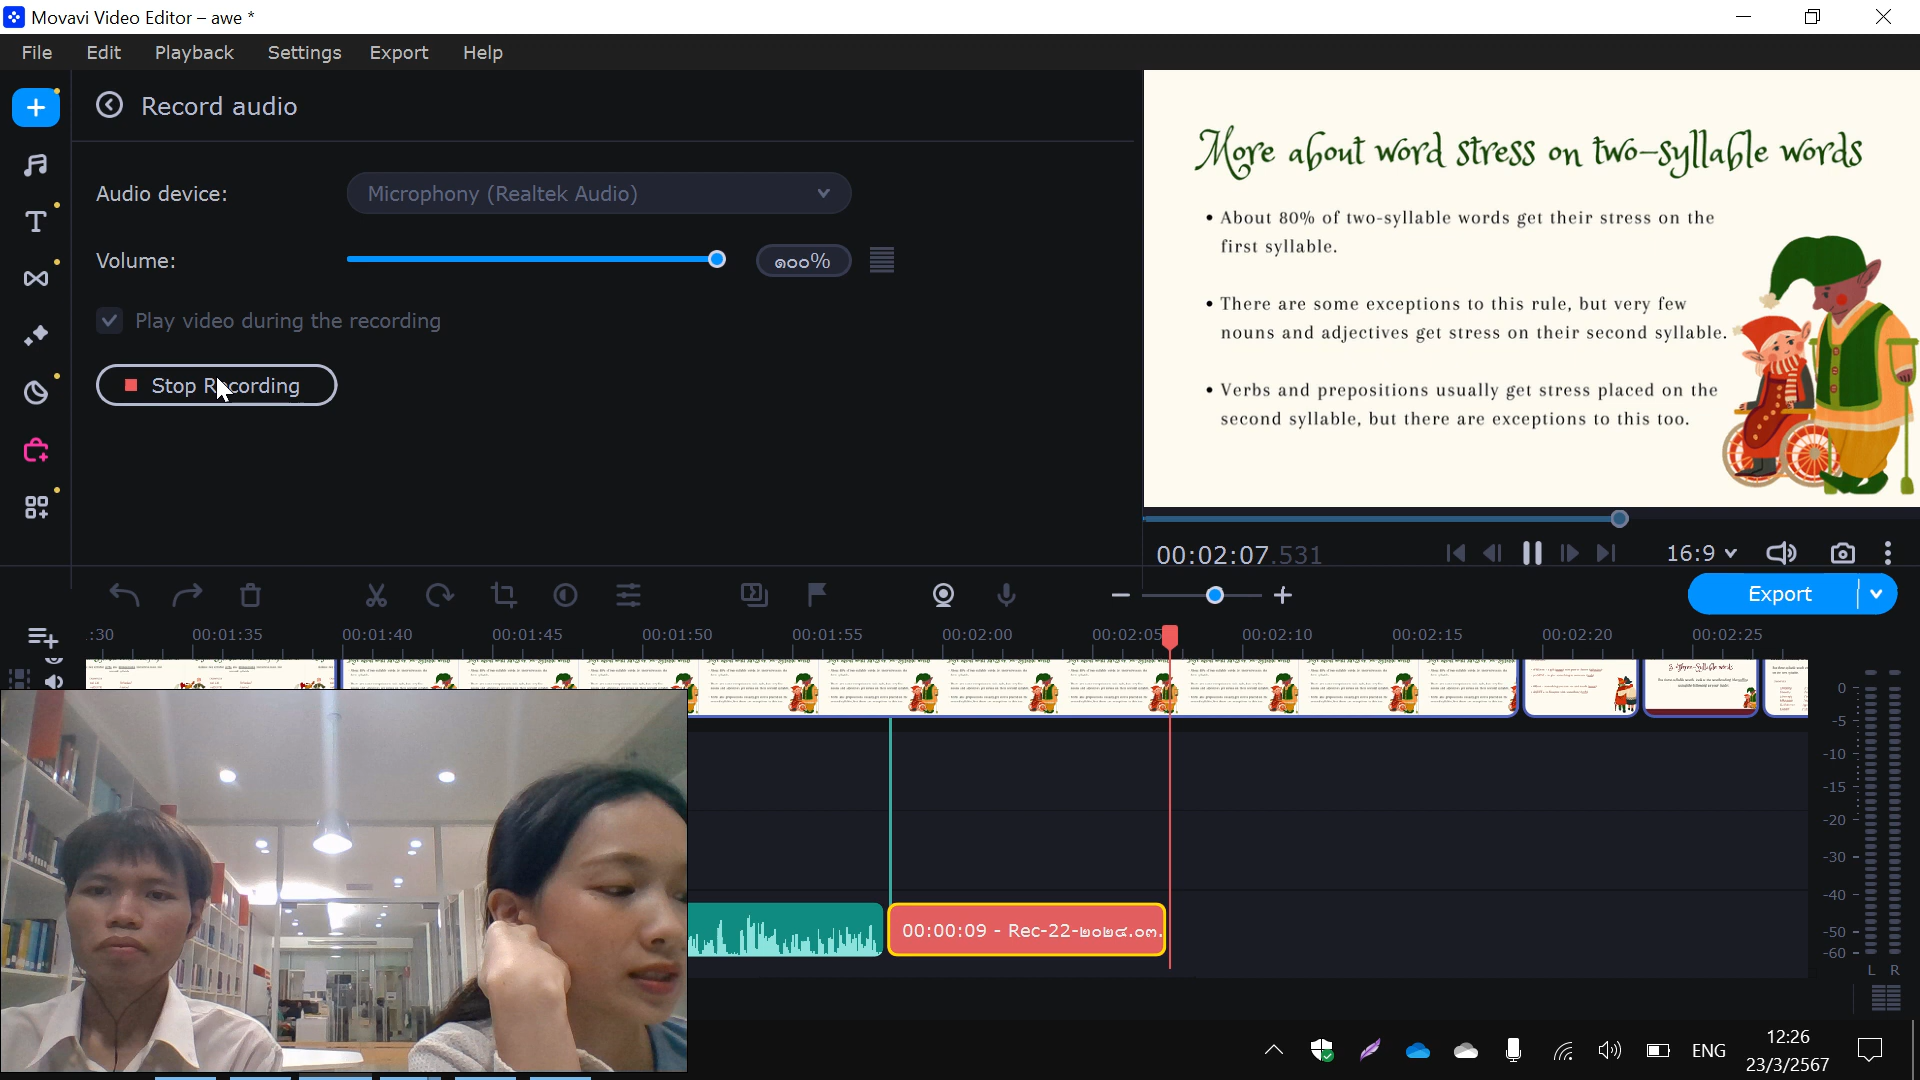 Movavi Video Editor – awe *
File Edit Playback Settings Export Help
Record audio
Audio device: Microphony (Realtek Audio)
Volume: ๑๐๐%
Play video during the recording
Stop Recording
More about word stress on two-syllable words
• About 80% of two-syllable words get their stress on the
first syllable.
• There are some exceptions to this rule, but very few
nouns and adjectives get stress on their second syllable.
• Verbs and prepositions usually get stress placed on the
second syllable, but there are exceptions to this too.
00:02:07.531
16:9
Export
:30 00:01:35 00:01:40 00:01:45 00:01:50 00:01:55 00:02:00 00:02:05 00:02:10 00:02:15 00:02:20 00:02:25
0
-5
-10
-15
-20
-30
-40
-50
-60
L R
00:00:09 - Rec-22-๒๐๒๔.๐๓.
ENG
12:26
23/3/2567